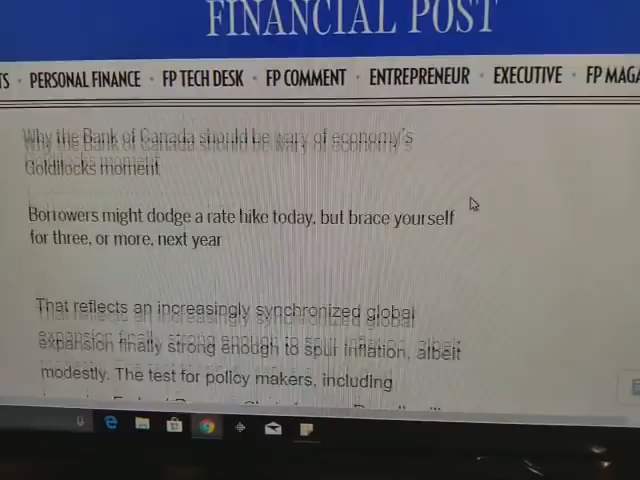 FINANCIAL POST
TS · PERSONAL FINANCE · FP TECH DESK · FP COMMENT · ENTREPRENEUR · EXECUTIVE · FP MAGA
Why the Bank of Canada should be wary of economy's
Goldilocks moment
Borrowers might dodge a rate hike today, but brace yourself
for three, or more, next year
That reflects an increasingly synchronized global
expansion finally strong enough to spur inflation, albeit
modestly. The test for policy makers, including